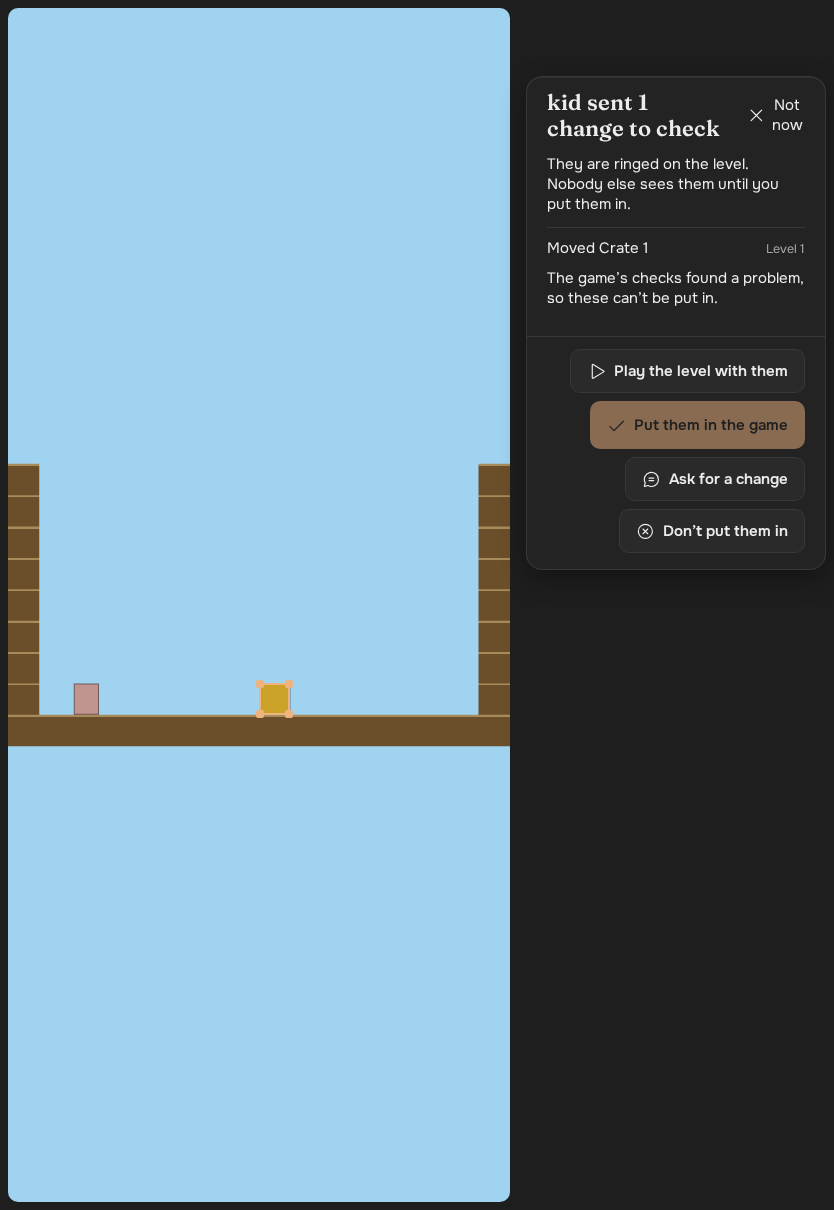 kid sent 1
change to check
Not
now
They are ringed on the level.
Nobody else sees them until you
put them in.
Moved Crate 1
Level 1
The game’s checks found a problem,
so these can’t be put in.
Play the level with them
Put them in the game
Ask for a change
Don’t put them in